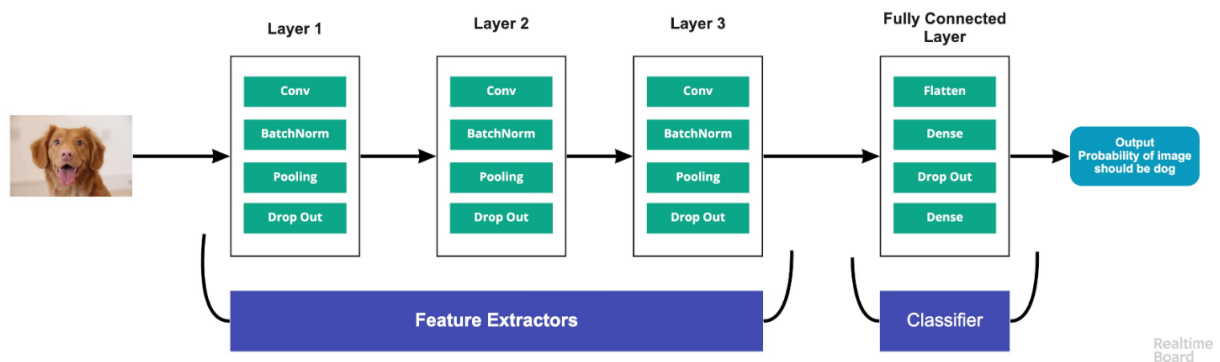 Layer 1
Layer 2
Layer 3
Fully Connected
Layer
Conv
BatchNorm
Pooling
Drop Out
Conv
BatchNorm
Pooling
Drop Out
Conv
BatchNorm
Pooling
Drop Out
Flatten
Dense
Drop Out
Dense
Output
Probability of image
should be dog
Feature Extractors
Classifier
Realtime
Board